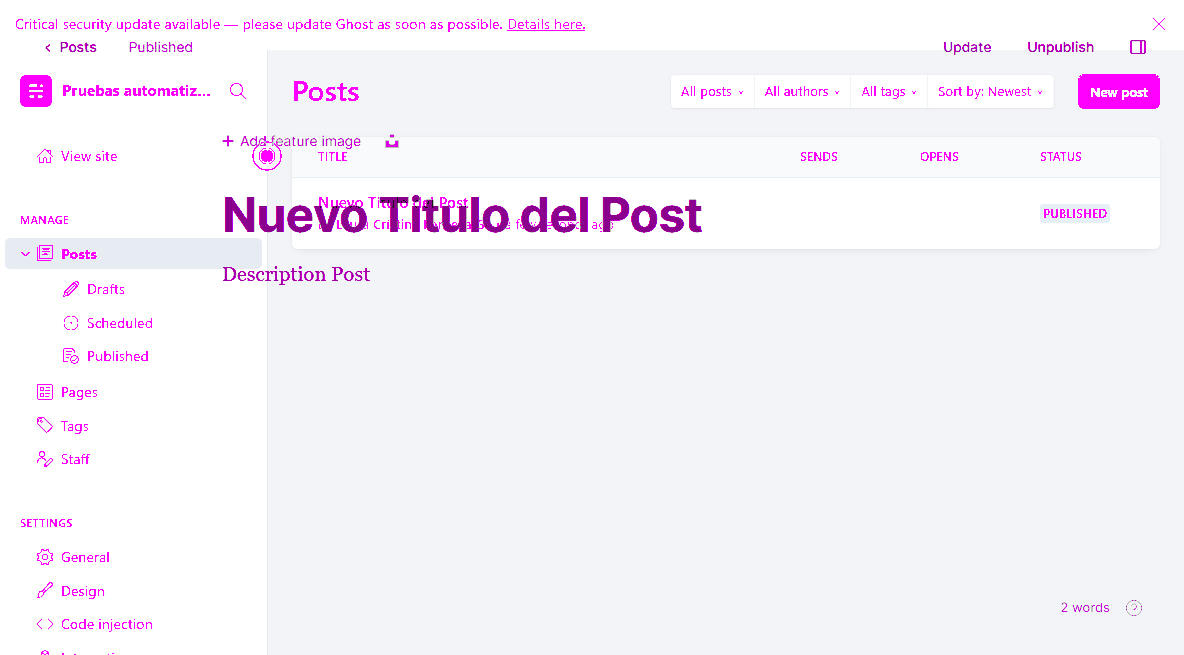 Critical security update available — please update Ghost as soon as possible. Details here.
Posts
Published
Update
Unpublish
Pruebas automatiz...
Posts
All posts
All authors
All tags
Sort by: Newest
New post
Add feature image
View site
TITLE
SENDS
OPENS
STATUS
MANAGE
Nuevo Titulo del Post
Nuevo Titulo del Post
PUBLISHED
ago
Posts
Description Post
Drafts
Scheduled
Published
Pages
Tags
Staff
SETTINGS
General
Design
2 words
Code injection